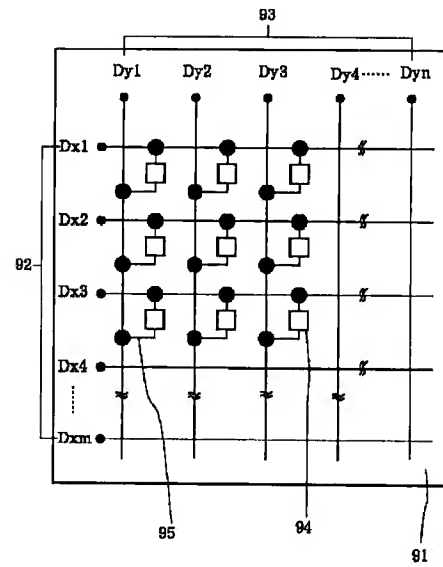 93
Dy1 Dy2 Dy3 Dy4 ...... Dyn
Dx1
Dx2
92
Dx3
Dx4
......
Dxm
95 94 91